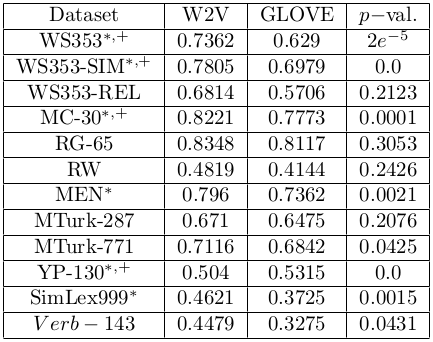 Dataset W2V GLOVE p−val.
WS353*,+ 0.7362 0.629 2e−5
WS353-SIM*,+ 0.7805 0.6979 0.0
WS353-REL 0.6814 0.5706 0.2123
MC-30*,+ 0.8221 0.7773 0.0001
RG-65 0.8348 0.8117 0.3053
RW 0.4819 0.4144 0.2426
MEN* 0.796 0.7362 0.0021
MTurk-287 0.671 0.6475 0.2076
MTurk-771 0.7116 0.6842 0.0425
YP-130*,+ 0.504 0.5315 0.0
SimLex999* 0.4621 0.3725 0.0015
Verb − 143 0.4479 0.3275 0.0431